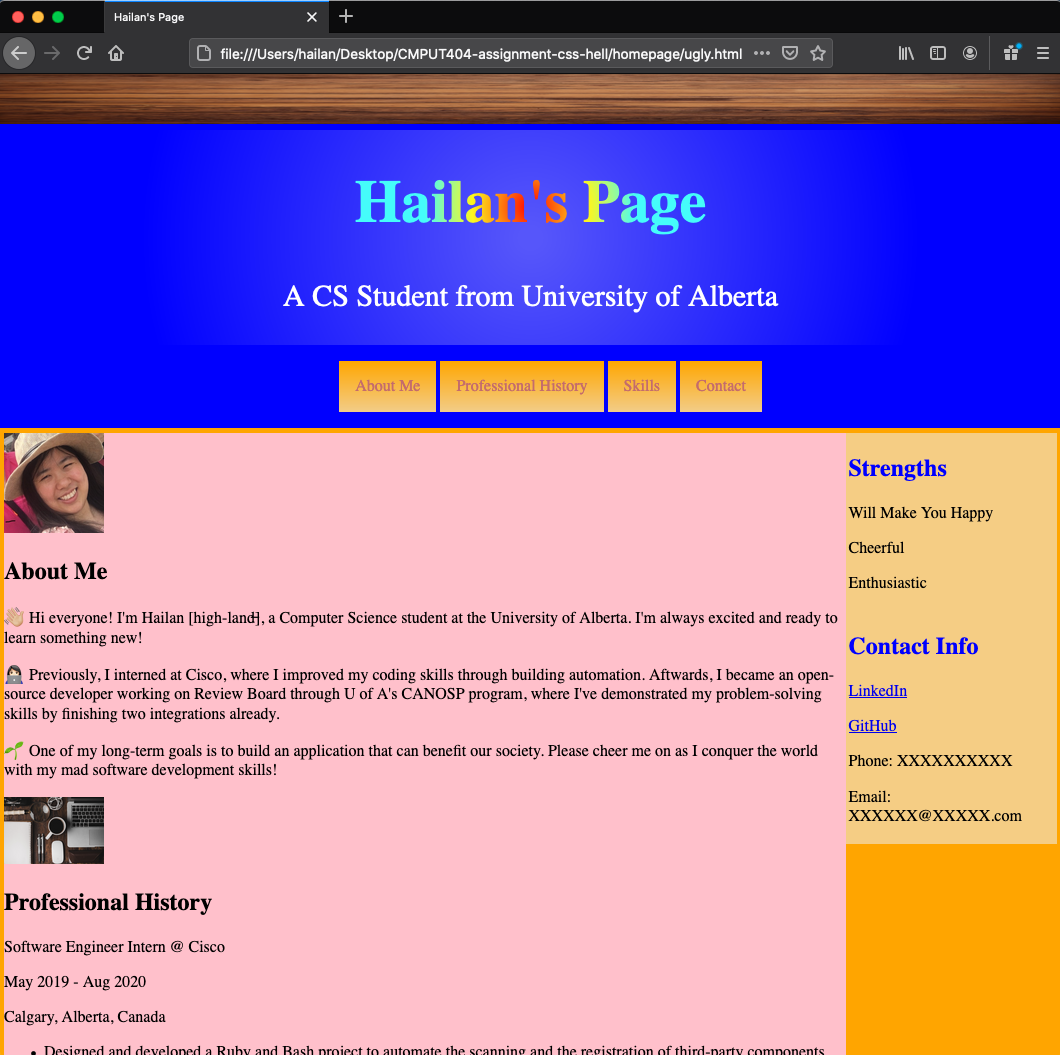 Hailan's Page
file:///Users/hailan/Desktop/CMPUT404-assignment-css-hell/homepage/ugly.html
Hailan's Page
A CS Student from University of Alberta
About Me
Professional History
Skills
Contact
About Me
👋🏼 Hi everyone! I'm Hailan [high-land], a Computer Science student at the University of Alberta. I'm always excited and ready to
learn something new!
👩🏻‍💻 Previously, I interned at Cisco, where I improved my coding skills through building automation. Aftwards, I became an open-
source developer working on Review Board through U of A's CANOSP program, where I've demonstrated my problem-solving
skills by finishing two integrations already.
🌱 One of my long-term goals is to build an application that can benefit our society. Please cheer me on as I conquer the world
with my mad software development skills!
Professional History
Software Engineer Intern @ Cisco
May 2019 - Aug 2020
Calgary, Alberta, Canada
• Designed and developed a Ruby and Bash project to automate the scanning and the registration of third-party components
Strengths
Will Make You Happy
Cheerful
Enthusiastic
Contact Info
LinkedIn
GitHub
Phone: XXXXXXXXXX
Email:
XXXXXX@XXXXX.com